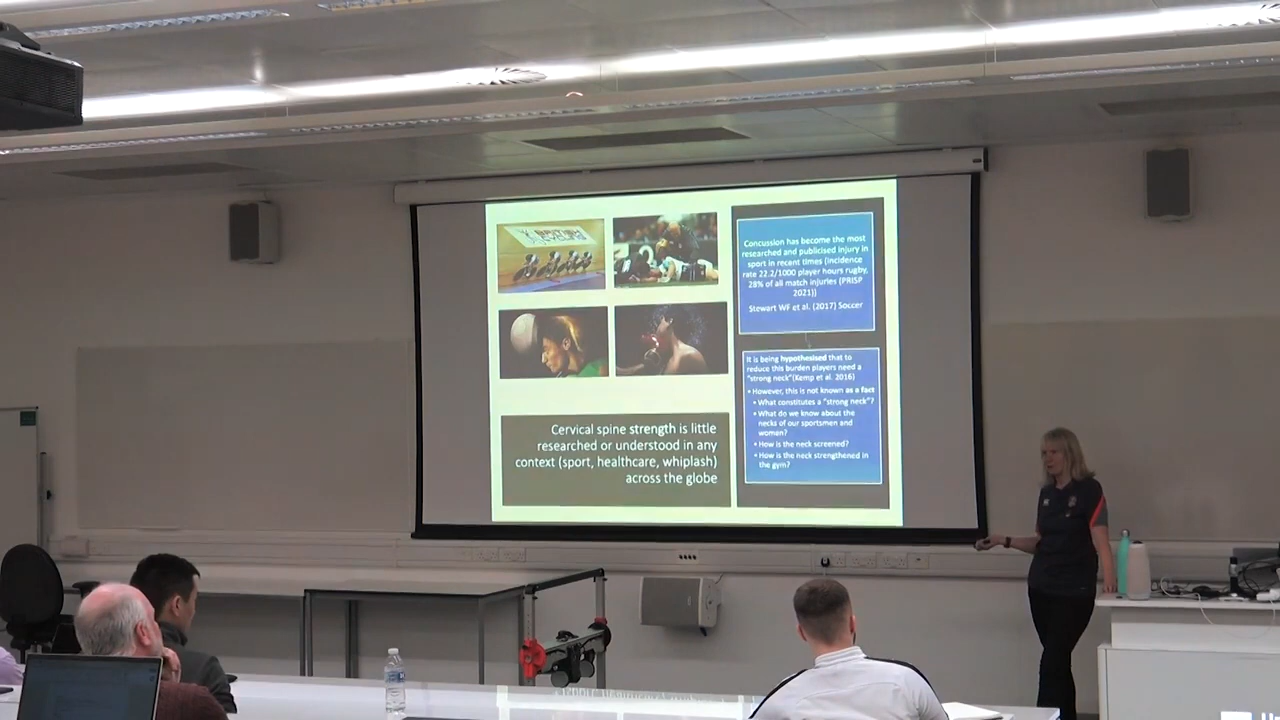 Concussion has become the most
researched and publicised injury in
sport in recent times (incidence
rate 22.2/1000 player hours rugby,
28% of all match injuries (PRISP
2021))
Stewart WF et al. (2017) Soccer
It is being hypothesised that to
reduce this burden players need a
"strong neck"(Kemp et al. 2016)
• However, this is not known as a fact
• What constitutes a "strong neck"?
• What do we know about the
necks of our sportsmen and
women?
• How is the neck screened?
• How is the neck strengthened in
the gym?
Cervical spine strength is little
researched or understood in any
context (sport, healthcare, whiplash)
across the globe